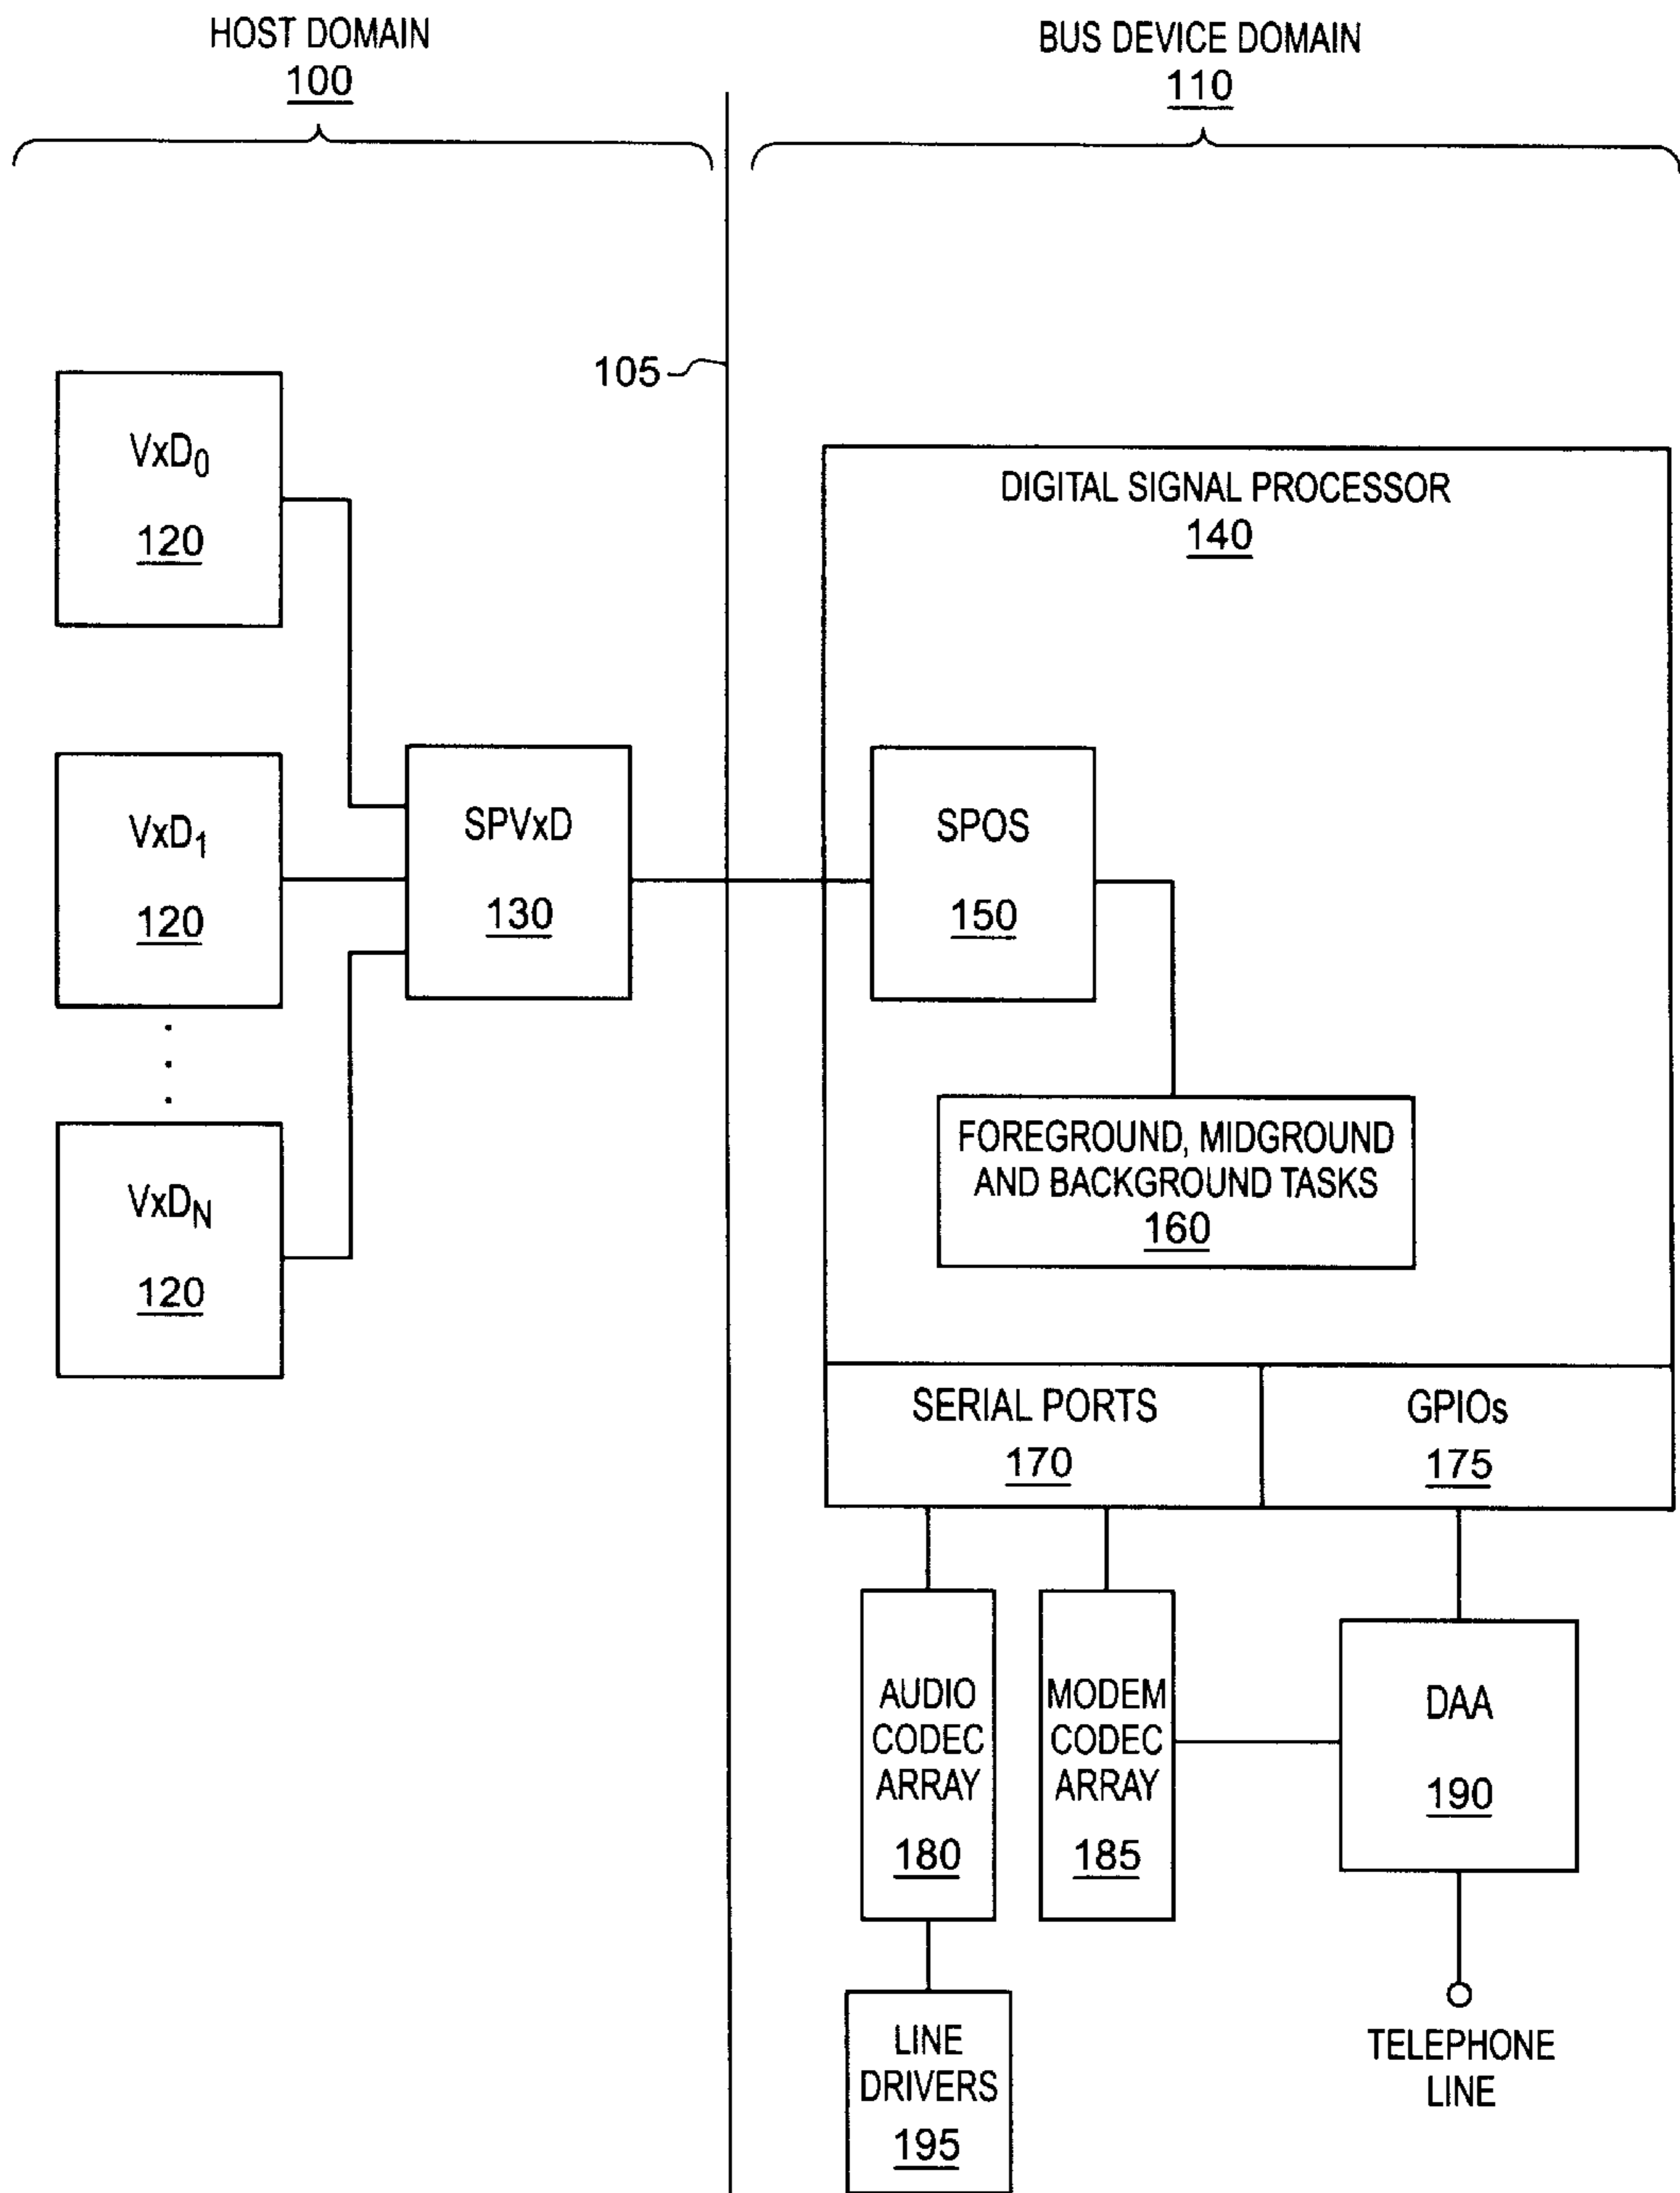 HOST DOMAIN
100
BUS DEVICE DOMAIN
110
105
VxD0
120
VxD1
120
VxDN
120
SPVxD
130
DIGITAL SIGNAL PROCESSOR
140
SPOS
150
FOREGROUND, MIDGROUND
AND BACKGROUND TASKS
160
SERIAL PORTS
170
GPIOs
175
AUDIO
CODEC
ARRAY
180
MODEM
CODEC
ARRAY
185
DAA
190
LINE
DRIVERS
195
TELEPHONE
LINE